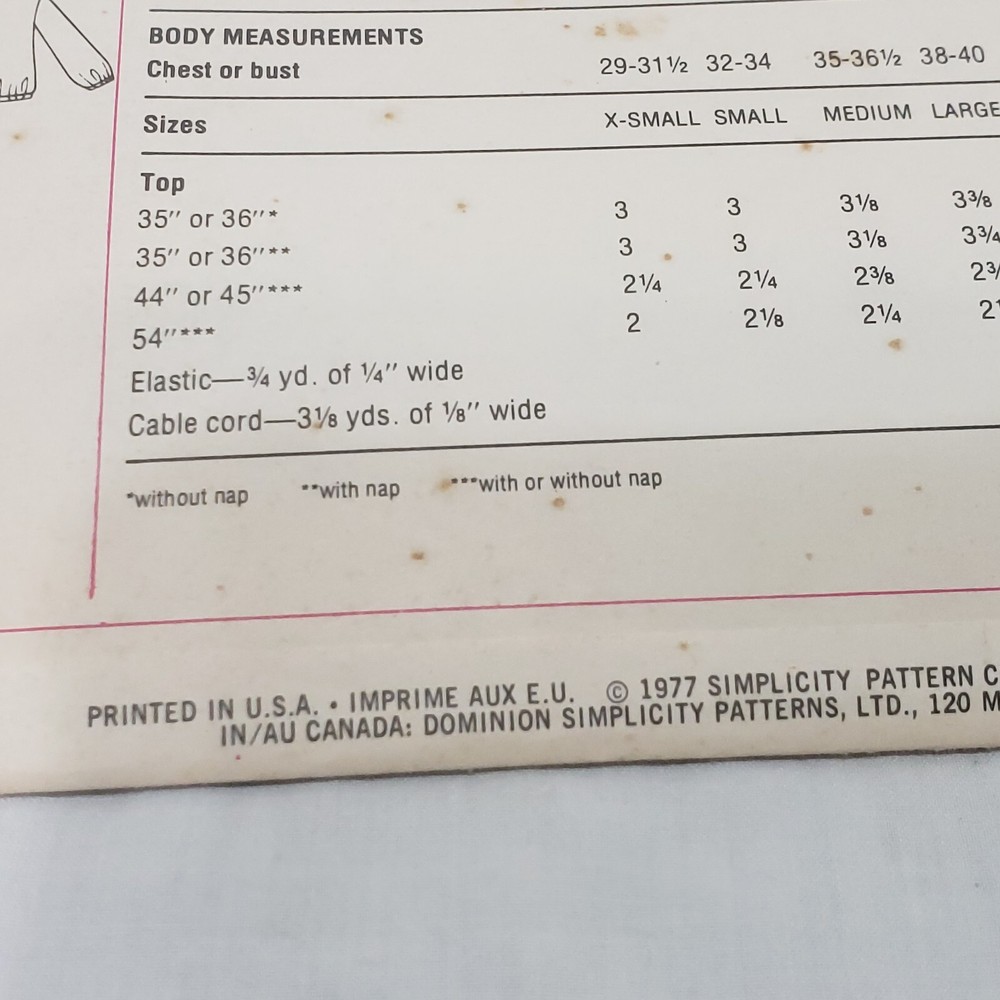 BODY MEASUREMENTS
Chest or bust 29-31½ 32-34 35-36½ 38-40
Sizes X-SMALL SMALL MEDIUM LARGE
Top
35″ or 36″* 3 3 3⅛ 3⅜
35″ or 36″** 3 3 3⅛ 3¾
44″ or 45″*** 2¼ 2¼ 2⅜
54″*** 2 2⅛ 2¼
Elastic—¾ yd. of ¼″ wide
Cable cord—3⅛ yds. of ⅛″ wide
*without nap **with nap ***with or without nap
PRINTED IN U.S.A. • IMPRIME AUX E.U. © 1977 SIMPLICITY PATTERN C
IN/AU CANADA: DOMINION SIMPLICITY PATTERNS, LTD., 120 M